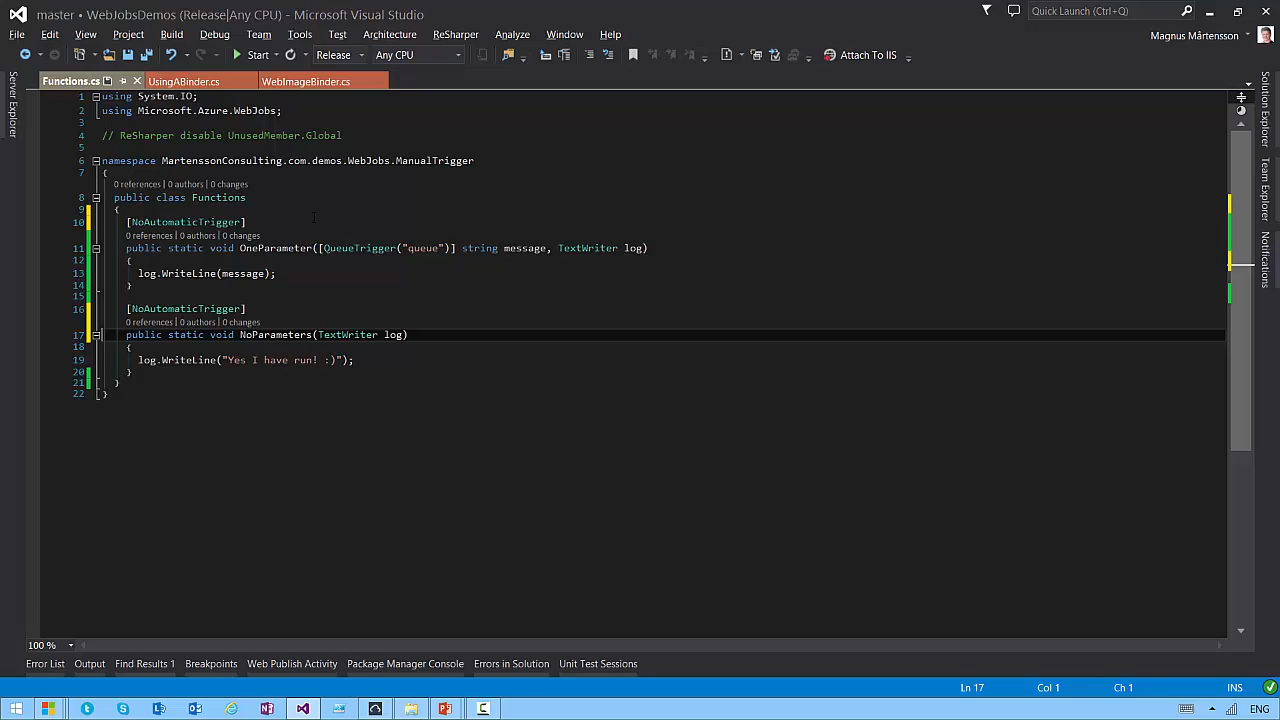 master • WebJobsDemos (Release|Any CPU) - Microsoft Visual Studio
Quick Launch (Ctrl+Q)
File Edit View Project Build Debug Team Tools Test Architecture ReSharper Analyze Window Help
Magnus Mårtensson
Start Release Any CPU Attach To IIS
Server Explorer
Functions.cs UsingABinder.cs WebImageBinder.cs
1 using System.IO;
2 using Microsoft.Azure.WebJobs;
3
4 // ReSharper disable UnusedMember.Global
5
6 namespace MartenssonConsulting.com.demos.WebJobs.ManualTrigger
7 {
0 references | 0 authors | 0 changes
8 public class Functions
9 {
10 [NoAutomaticTrigger]
0 references | 0 authors | 0 changes
11 public static void OneParameter([QueueTrigger("queue")] string message, TextWriter log)
12 {
13 log.WriteLine(message);
14 }
15
16 [NoAutomaticTrigger]
0 references | 0 authors | 0 changes
17 public static void NoParameters(TextWriter log)
18 {
19 log.WriteLine("Yes I have run! :)");
20 }
21 }
22 }
Solution Explorer
Team Explorer
Notifications
100 %
Error List Output Find Results 1 Breakpoints Web Publish Activity Package Manager Console Errors in Solution Unit Test Sessions
Ln 17 Col 1 Ch 1 INS
ENG